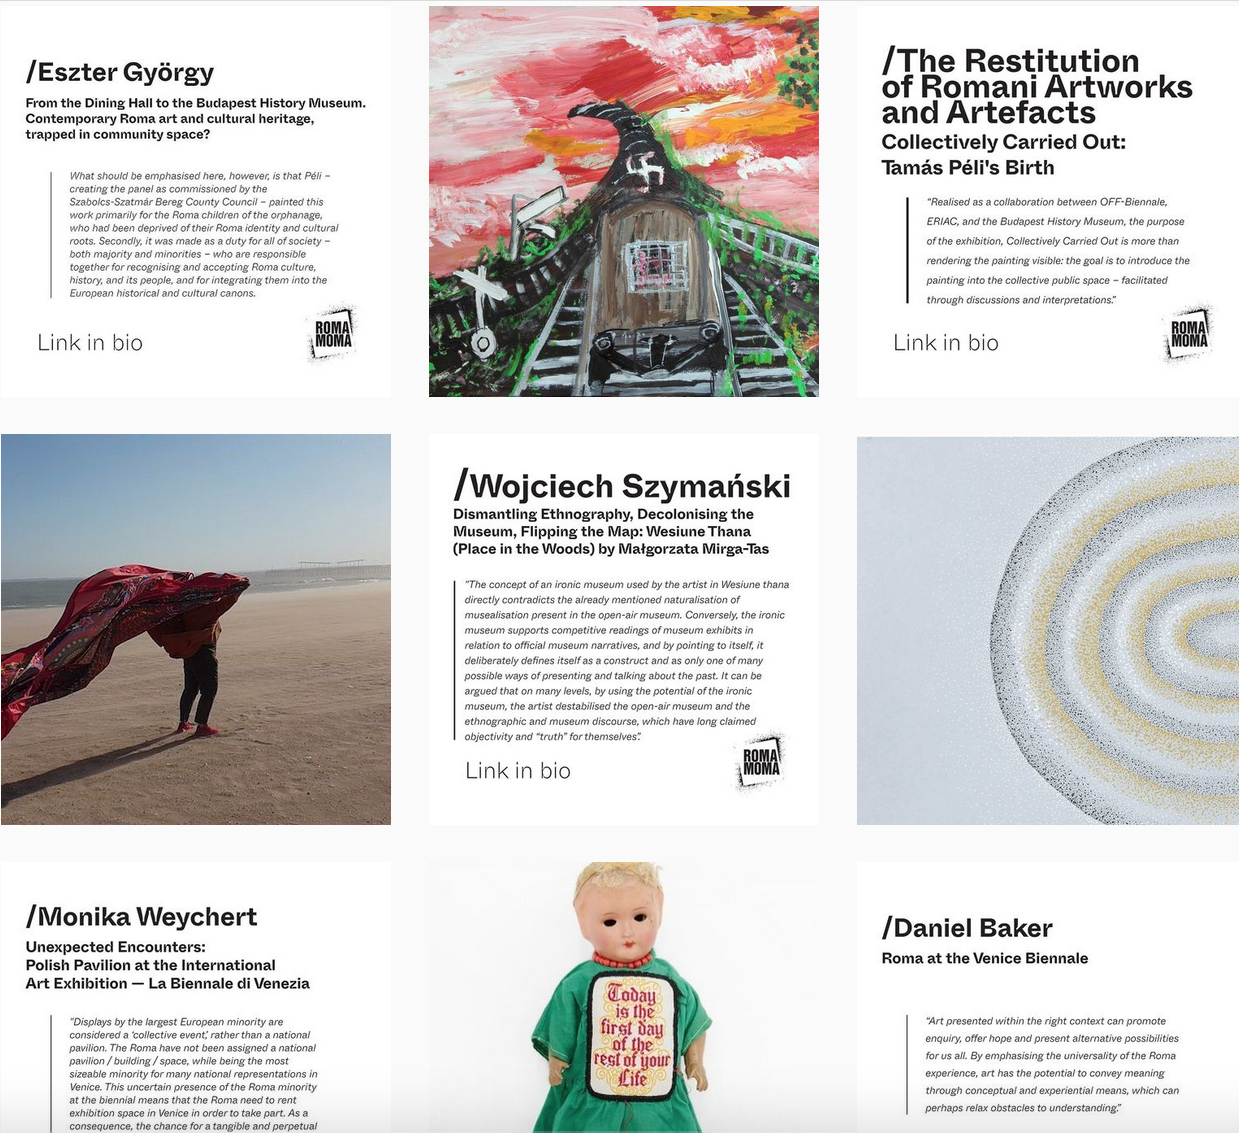 /Eszter György
From the Dining Hall to the Budapest History Museum.
Contemporary Roma art and cultural heritage,
trapped in community space?
What should be emphasised here, however, is that Péli –
creating the panel as commissioned by the
Szabolcs-Szatmár Bereg County Council – painted this
work primarily for the Roma children of the orphanage,
who had been deprived of their Roma identity and cultural
roots. Secondly, it was made as a duty for all of society –
both majority and minorities – who are responsible
together for recognising and accepting Roma culture,
history, and its people, and for integrating them into the
European historical and cultural canons.
Link in bio
ROMA
MOMA
/The Restitution
of Romani Artworks
and Artefacts
Collectively Carried Out:
Tamás Péli's Birth
“Realised as a collaboration between OFF-Biennale,
ERIAC, and the Budapest History Museum, the purpose
of the exhibition, Collectively Carried Out is more than
rendering the painting visible: the goal is to introduce the
painting into the collective public space – facilitated
through discussions and interpretations.”
Link in bio
ROMA
MOMA
/Wojciech Szymański
Dismantling Ethnography, Decolonising the
Museum, Flipping the Map: Wesiune Thana
(Place in the Woods) by Małgorzata Mirga-Tas
"The concept of an ironic museum used by the artist in Wesiune thana
directly contradicts the already mentioned naturalisation of
musealisation present in the open-air museum. Conversely, the ironic
museum supports competitive readings of museum exhibits in
relation to official museum narratives, and by pointing to itself, it
deliberately defines itself as a construct and as only one of many
possible ways of presenting and talking about the past. It can be
argued that on many levels, by using the potential of the ironic
museum, the artist destabilised the open-air museum and the
ethnographic and museum discourse, which have long claimed
objectivity and “truth” for themselves”.
Link in bio
ROMA
MOMA
/Monika Weychert
Unexpected Encounters:
Polish Pavilion at the International
Art Exhibition — La Biennale di Venezia
"Displays by the largest European minority are
considered a ‘collective event,’ rather than a national
pavilion. The Roma have not been assigned a national
pavilion / building / space, while being the most
sizeable minority for many national representations in
Venice. This uncertain presence of the Roma minority
at the biennial means that the Roma need to rent
exhibition space in Venice in order to take part. As a
consequence, the chance for a tangible and perpetual
Today
is the
first day
of the
rest of your
Life
/Daniel Baker
Roma at the Venice Biennale
“Art presented within the right context can promote
enquiry, offer hope and present alternative possibilities
for us all. By emphasising the universality of the Roma
experience, art has the potential to convey meaning
through conceptual and experiential means, which can
perhaps relax obstacles to understanding.”